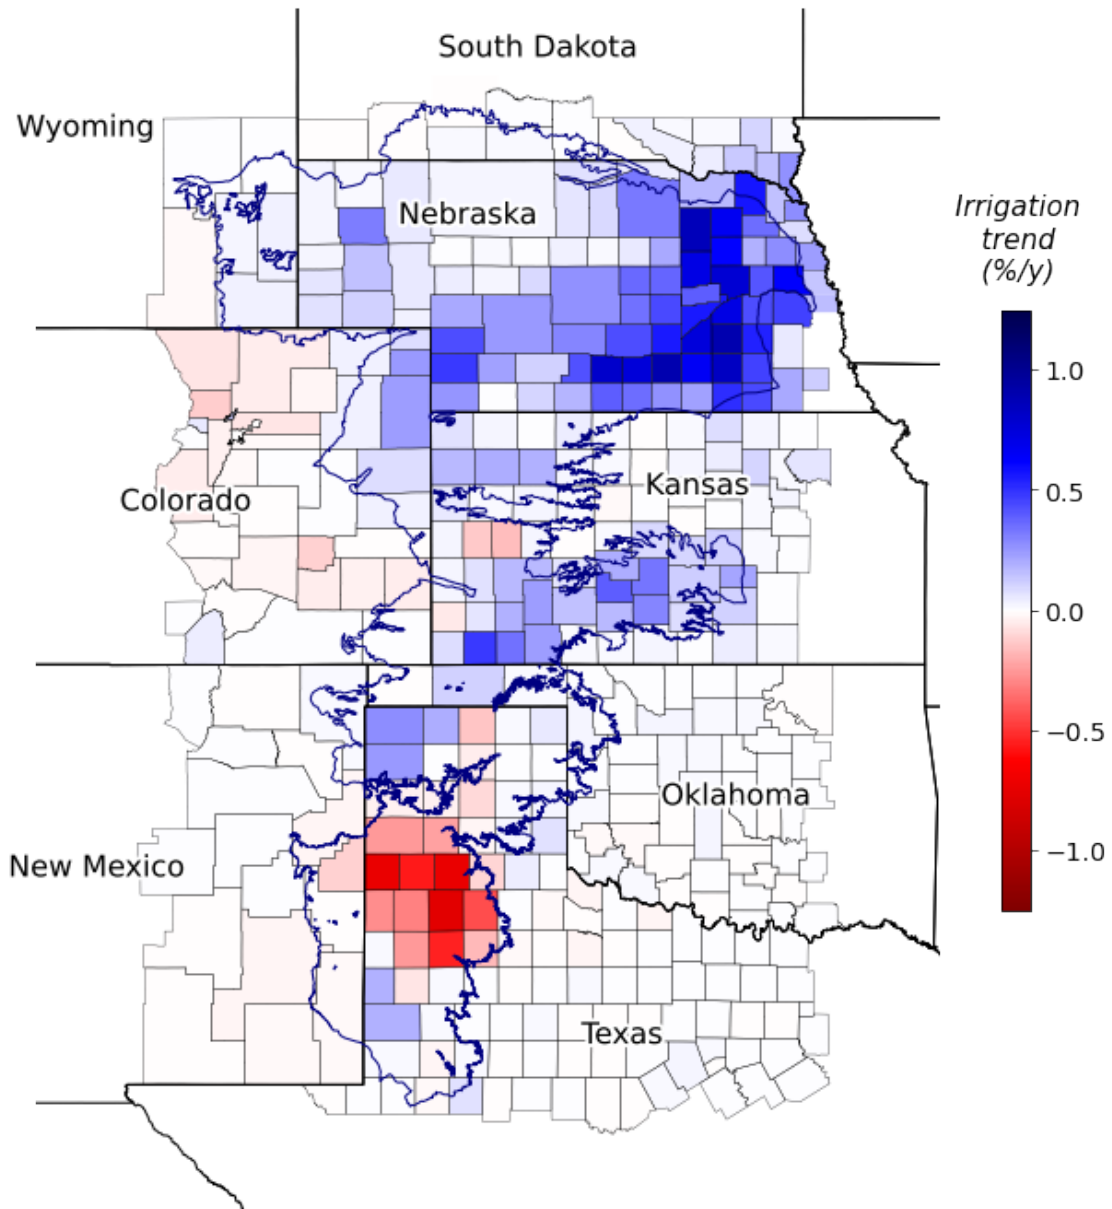 South Dakota
Wyoming
Nebraska
Irrigation
trend
(%/y)
1.0
0.5
Kansas
Colorado
0.0
−0.5
Oklahoma
−1.0
New Mexico
Texas